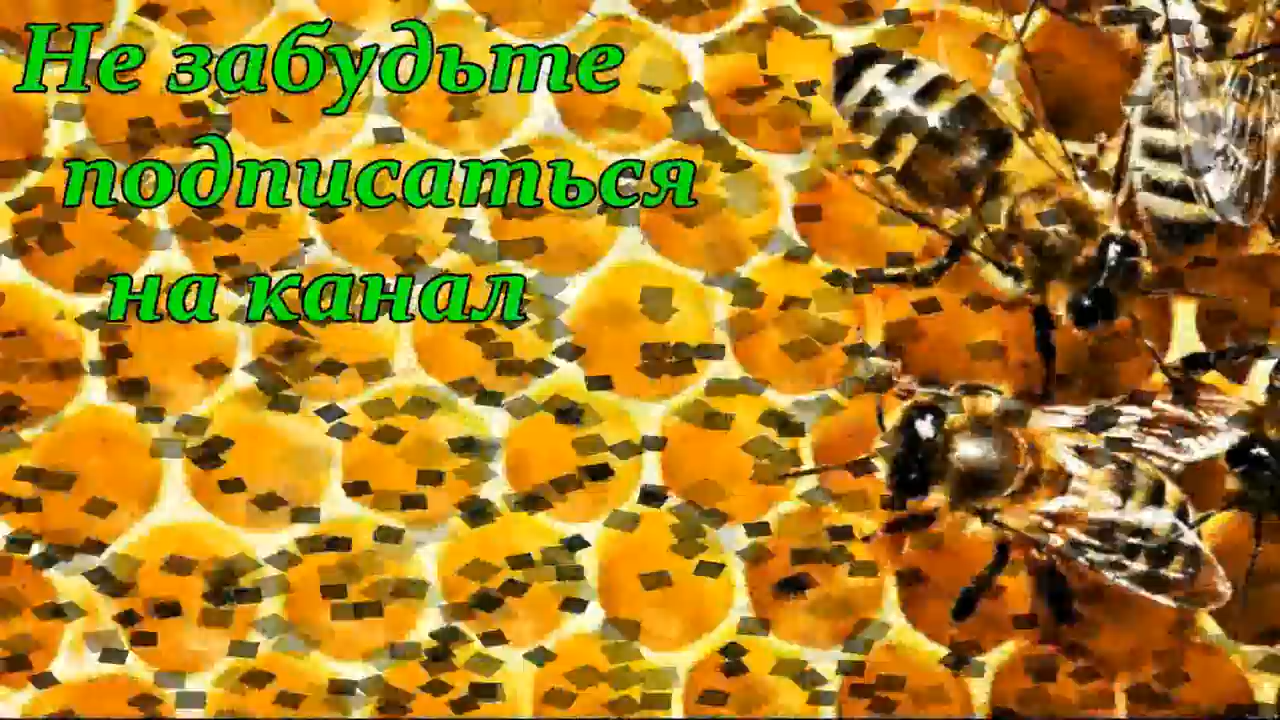 Не забудьте
подписаться
на канал